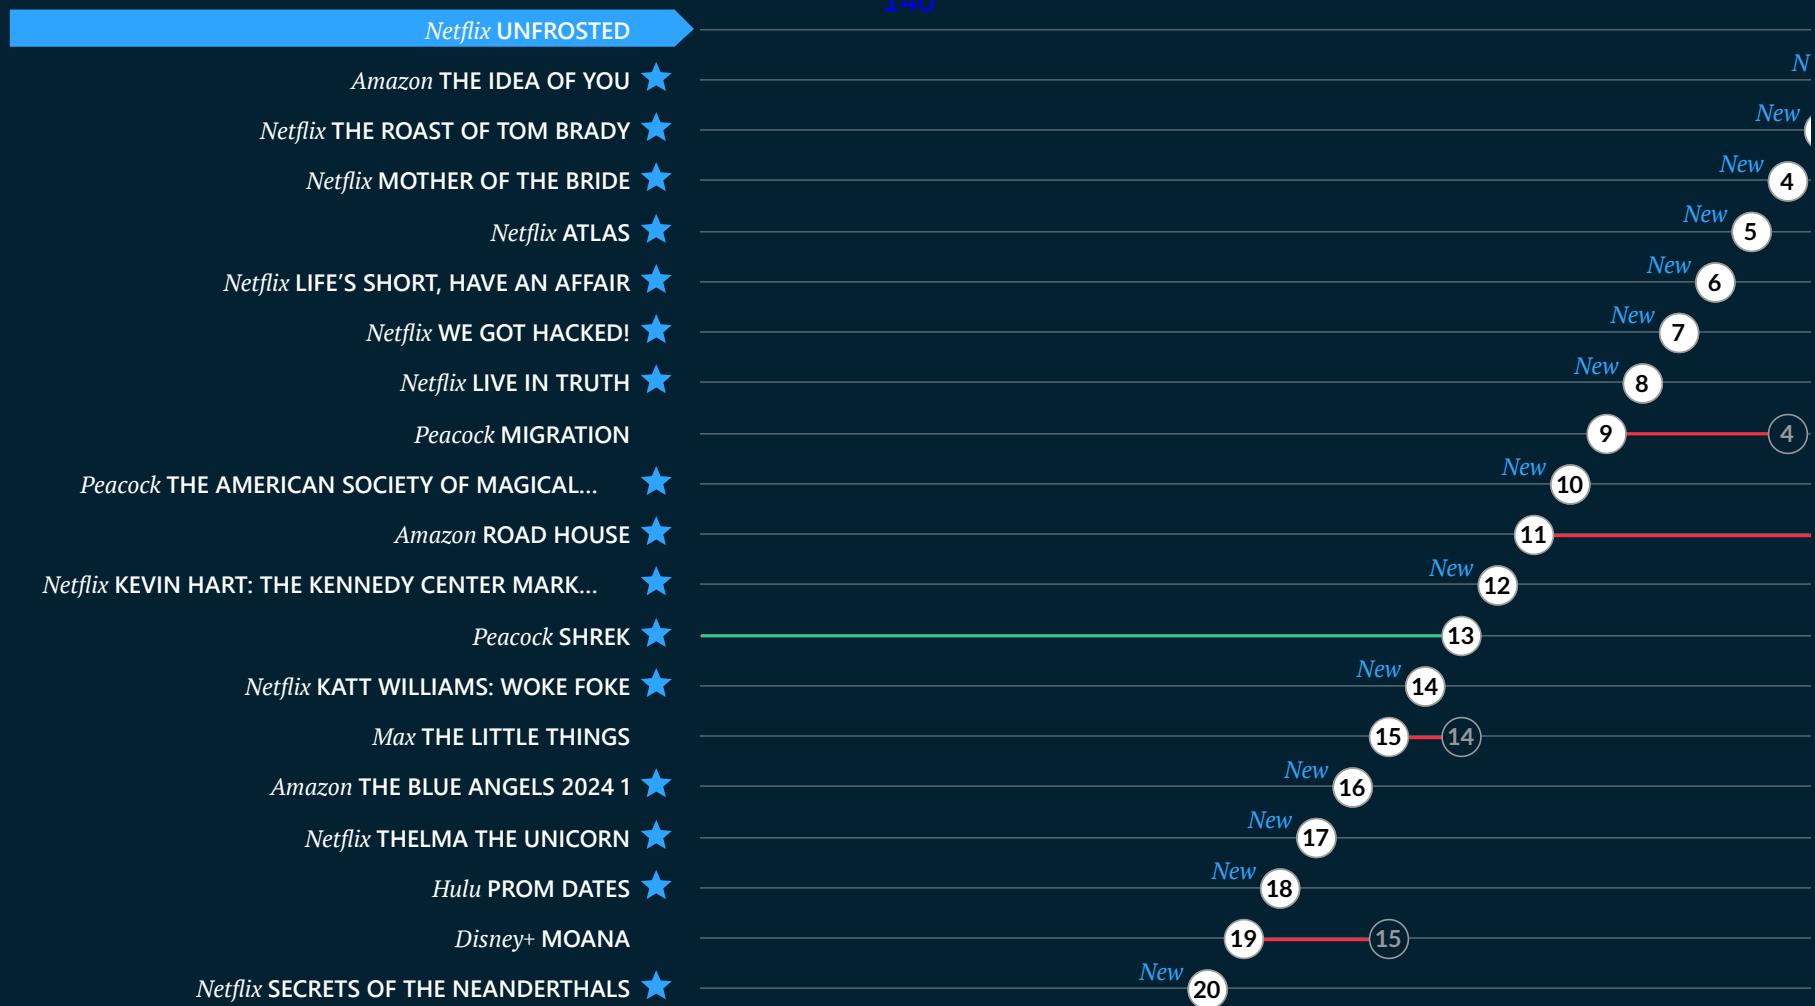 140
Netflix UNFROSTED
Amazon THE IDEA OF YOU N
Netflix THE ROAST OF TOM BRADY New
Netflix MOTHER OF THE BRIDE New 4
Netflix ATLAS New 5
Netflix LIFE’S SHORT, HAVE AN AFFAIR New 6
Netflix WE GOT HACKED! New 7
Netflix LIVE IN TRUTH New 8
Peacock MIGRATION 9 4
Peacock THE AMERICAN SOCIETY OF MAGICAL... New 10
Amazon ROAD HOUSE 11
Netflix KEVIN HART: THE KENNEDY CENTER MARK... New 12
Peacock SHREK 13
Netflix KATT WILLIAMS: WOKE FOKE New 14
Max THE LITTLE THINGS 15 14
Amazon THE BLUE ANGELS 2024 1 New 16
Netflix THELMA THE UNICORN New 17
Hulu PROM DATES New 18
Disney+ MOANA 19 15
Netflix SECRETS OF THE NEANDERTHALS New 20